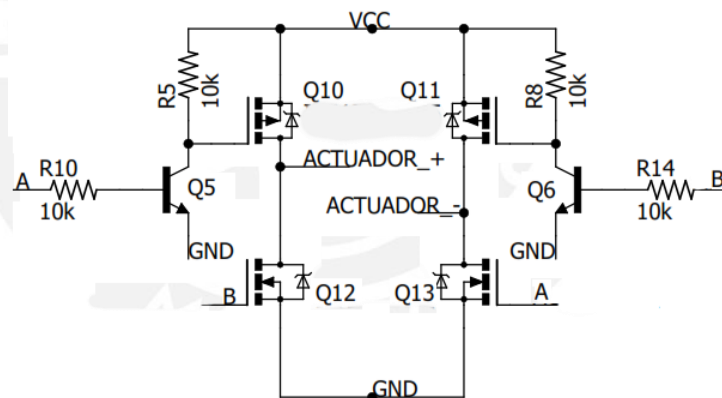 VCC
R5
10k
Q10
Q11
R8
10k
A
R10
10k
Q5
ACTUADOR_+
ACTUADOR_-
Q6
R14
10k
B
GND
GND
B
Q12
Q13
A
GND